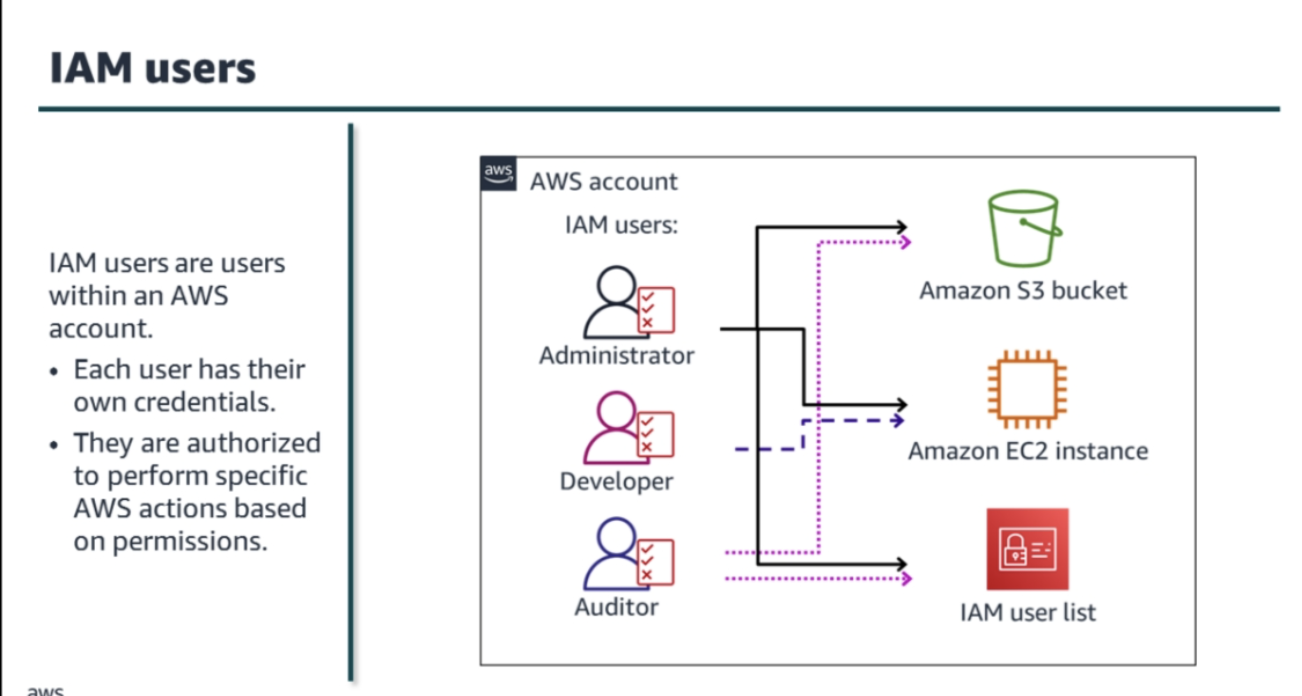 IAM users
IAM users are users
within an AWS
account.
• Each user has their
own credentials.
• They are authorized
to perform specific
AWS actions based
on permissions.
aws
AWS account
IAM users:
Administrator
Developer
Auditor
Amazon S3 bucket
Amazon EC2 instance
IAM user list
aws